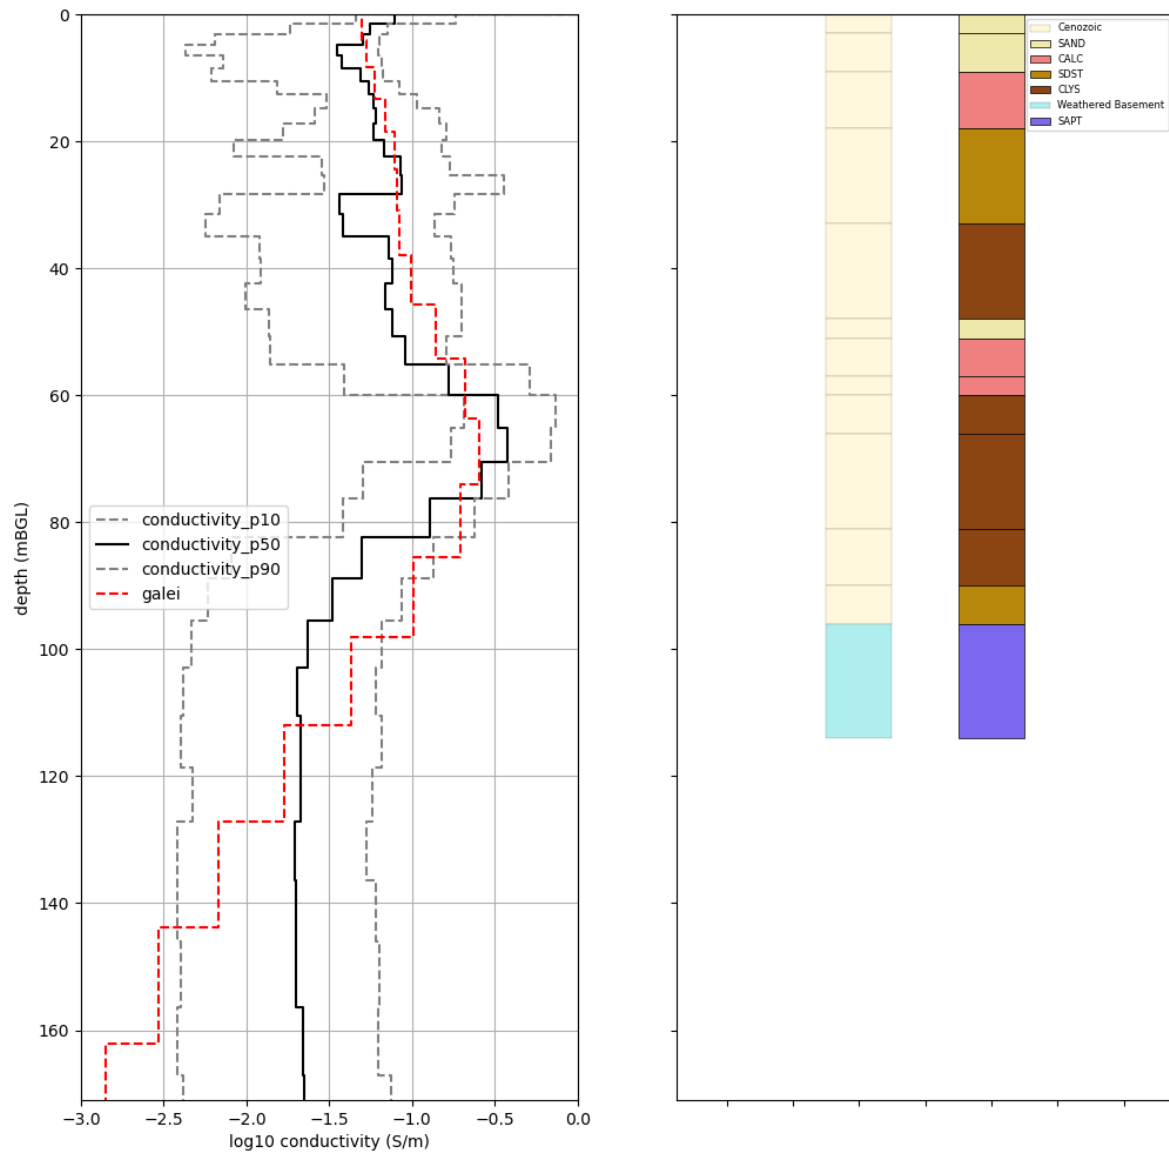 0
20
40
60
80
100
120
140
160
depth (mBGL)
conductivity_p10
conductivity_p50
conductivity_p90
galei
−3.0 −2.5 −2.0 −1.5 −1.0 −0.5 0.0
log10 conductivity (S/m)
Cenozoic
SAND
CALC
SDST
CLYS
Weathered Basement
SAPT